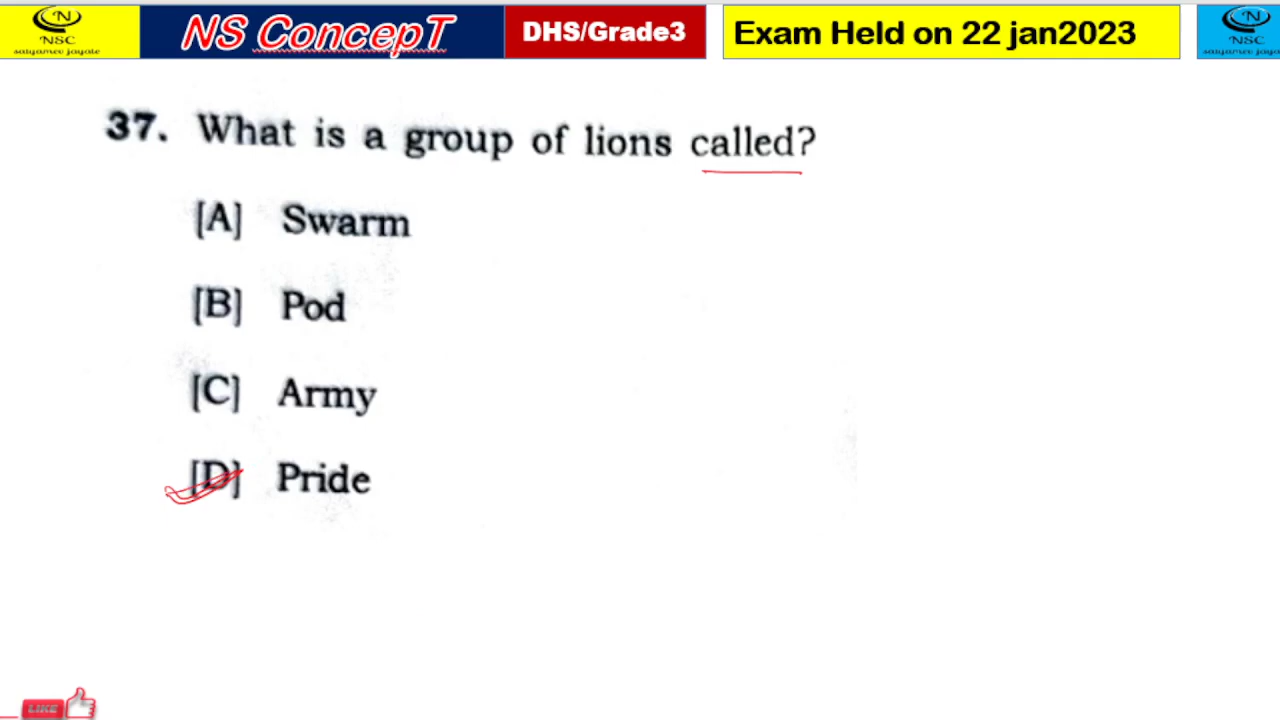 NSC
satyamev jayate
NS ConcepT
DHS/Grade3
Exam Held on 22 jan2023
NSC
37. What is a group of lions called?
[A] Swarm
[B] Pod
[C] Army
[D] Pride
LIKE